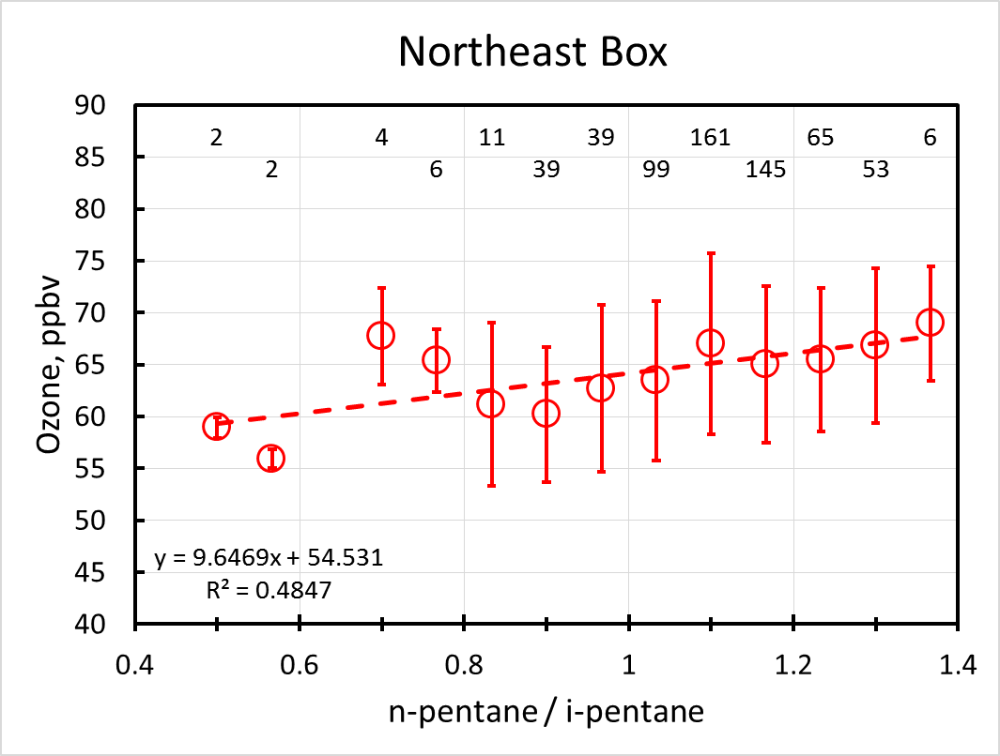 Northeast Box
90
85
80
75
70
65
60
55
50
45
40
Ozone, ppbv
2 4 11 39 161 65 6
2 6 39 99 145 53
y = 9.6469x + 54.531
R² = 0.4847
0.4 0.6 0.8 1 1.2 1.4
n-pentane / i-pentane